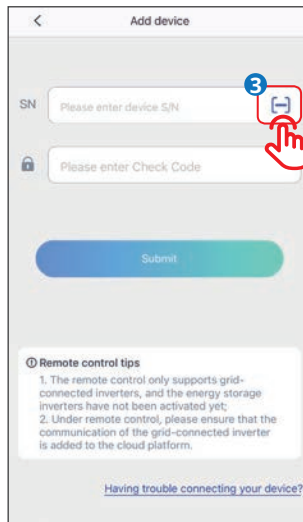 Add device
3
SN
Please enter device S/N
Please enter Check Code
Submit
Remote control tips
1. The remote control only supports grid-
connected inverters, and the energy storage
inverters have not been activated yet;
2. Under remote control, please ensure that the
communication of the grid-connected inverter
is added to the cloud platform.
Having trouble connecting your device?